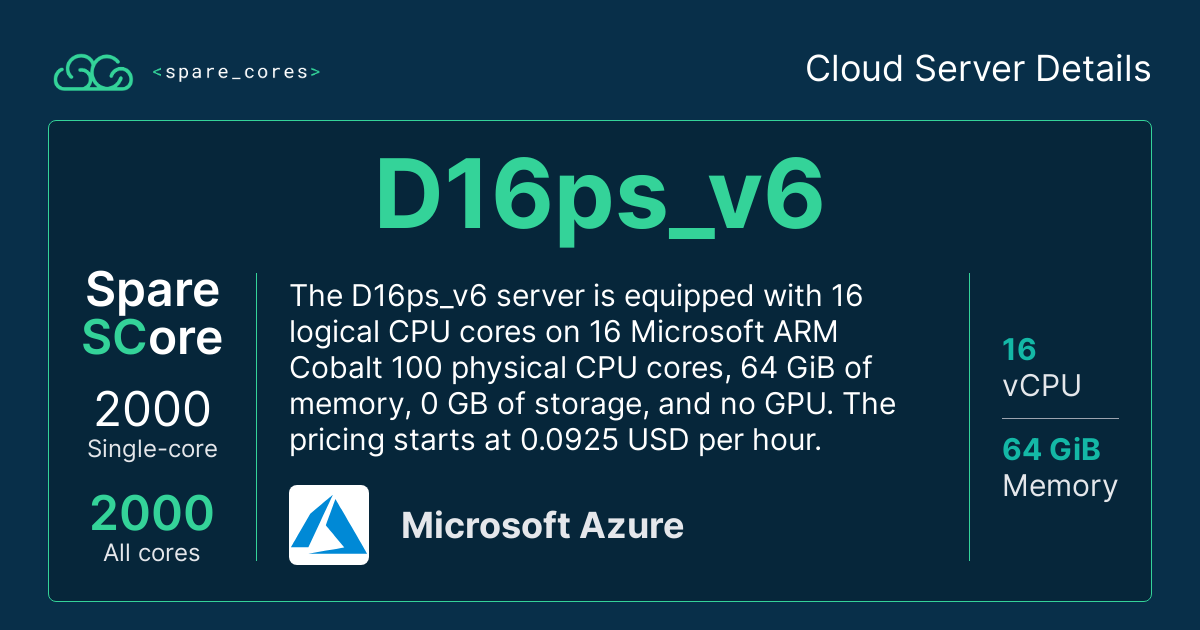 <spare_cores>
Cloud Server Details
D16ps_v6
Spare
SCore
2000
Single-core
2000
All cores
The D16ps_v6 server is equipped with 16
logical CPU cores on 16 Microsoft ARM
Cobalt 100 physical CPU cores, 64 GiB of
memory, 0 GB of storage, and no GPU. The
pricing starts at 0.0925 USD per hour.
Microsoft Azure
16
vCPU
64 GiB
Memory